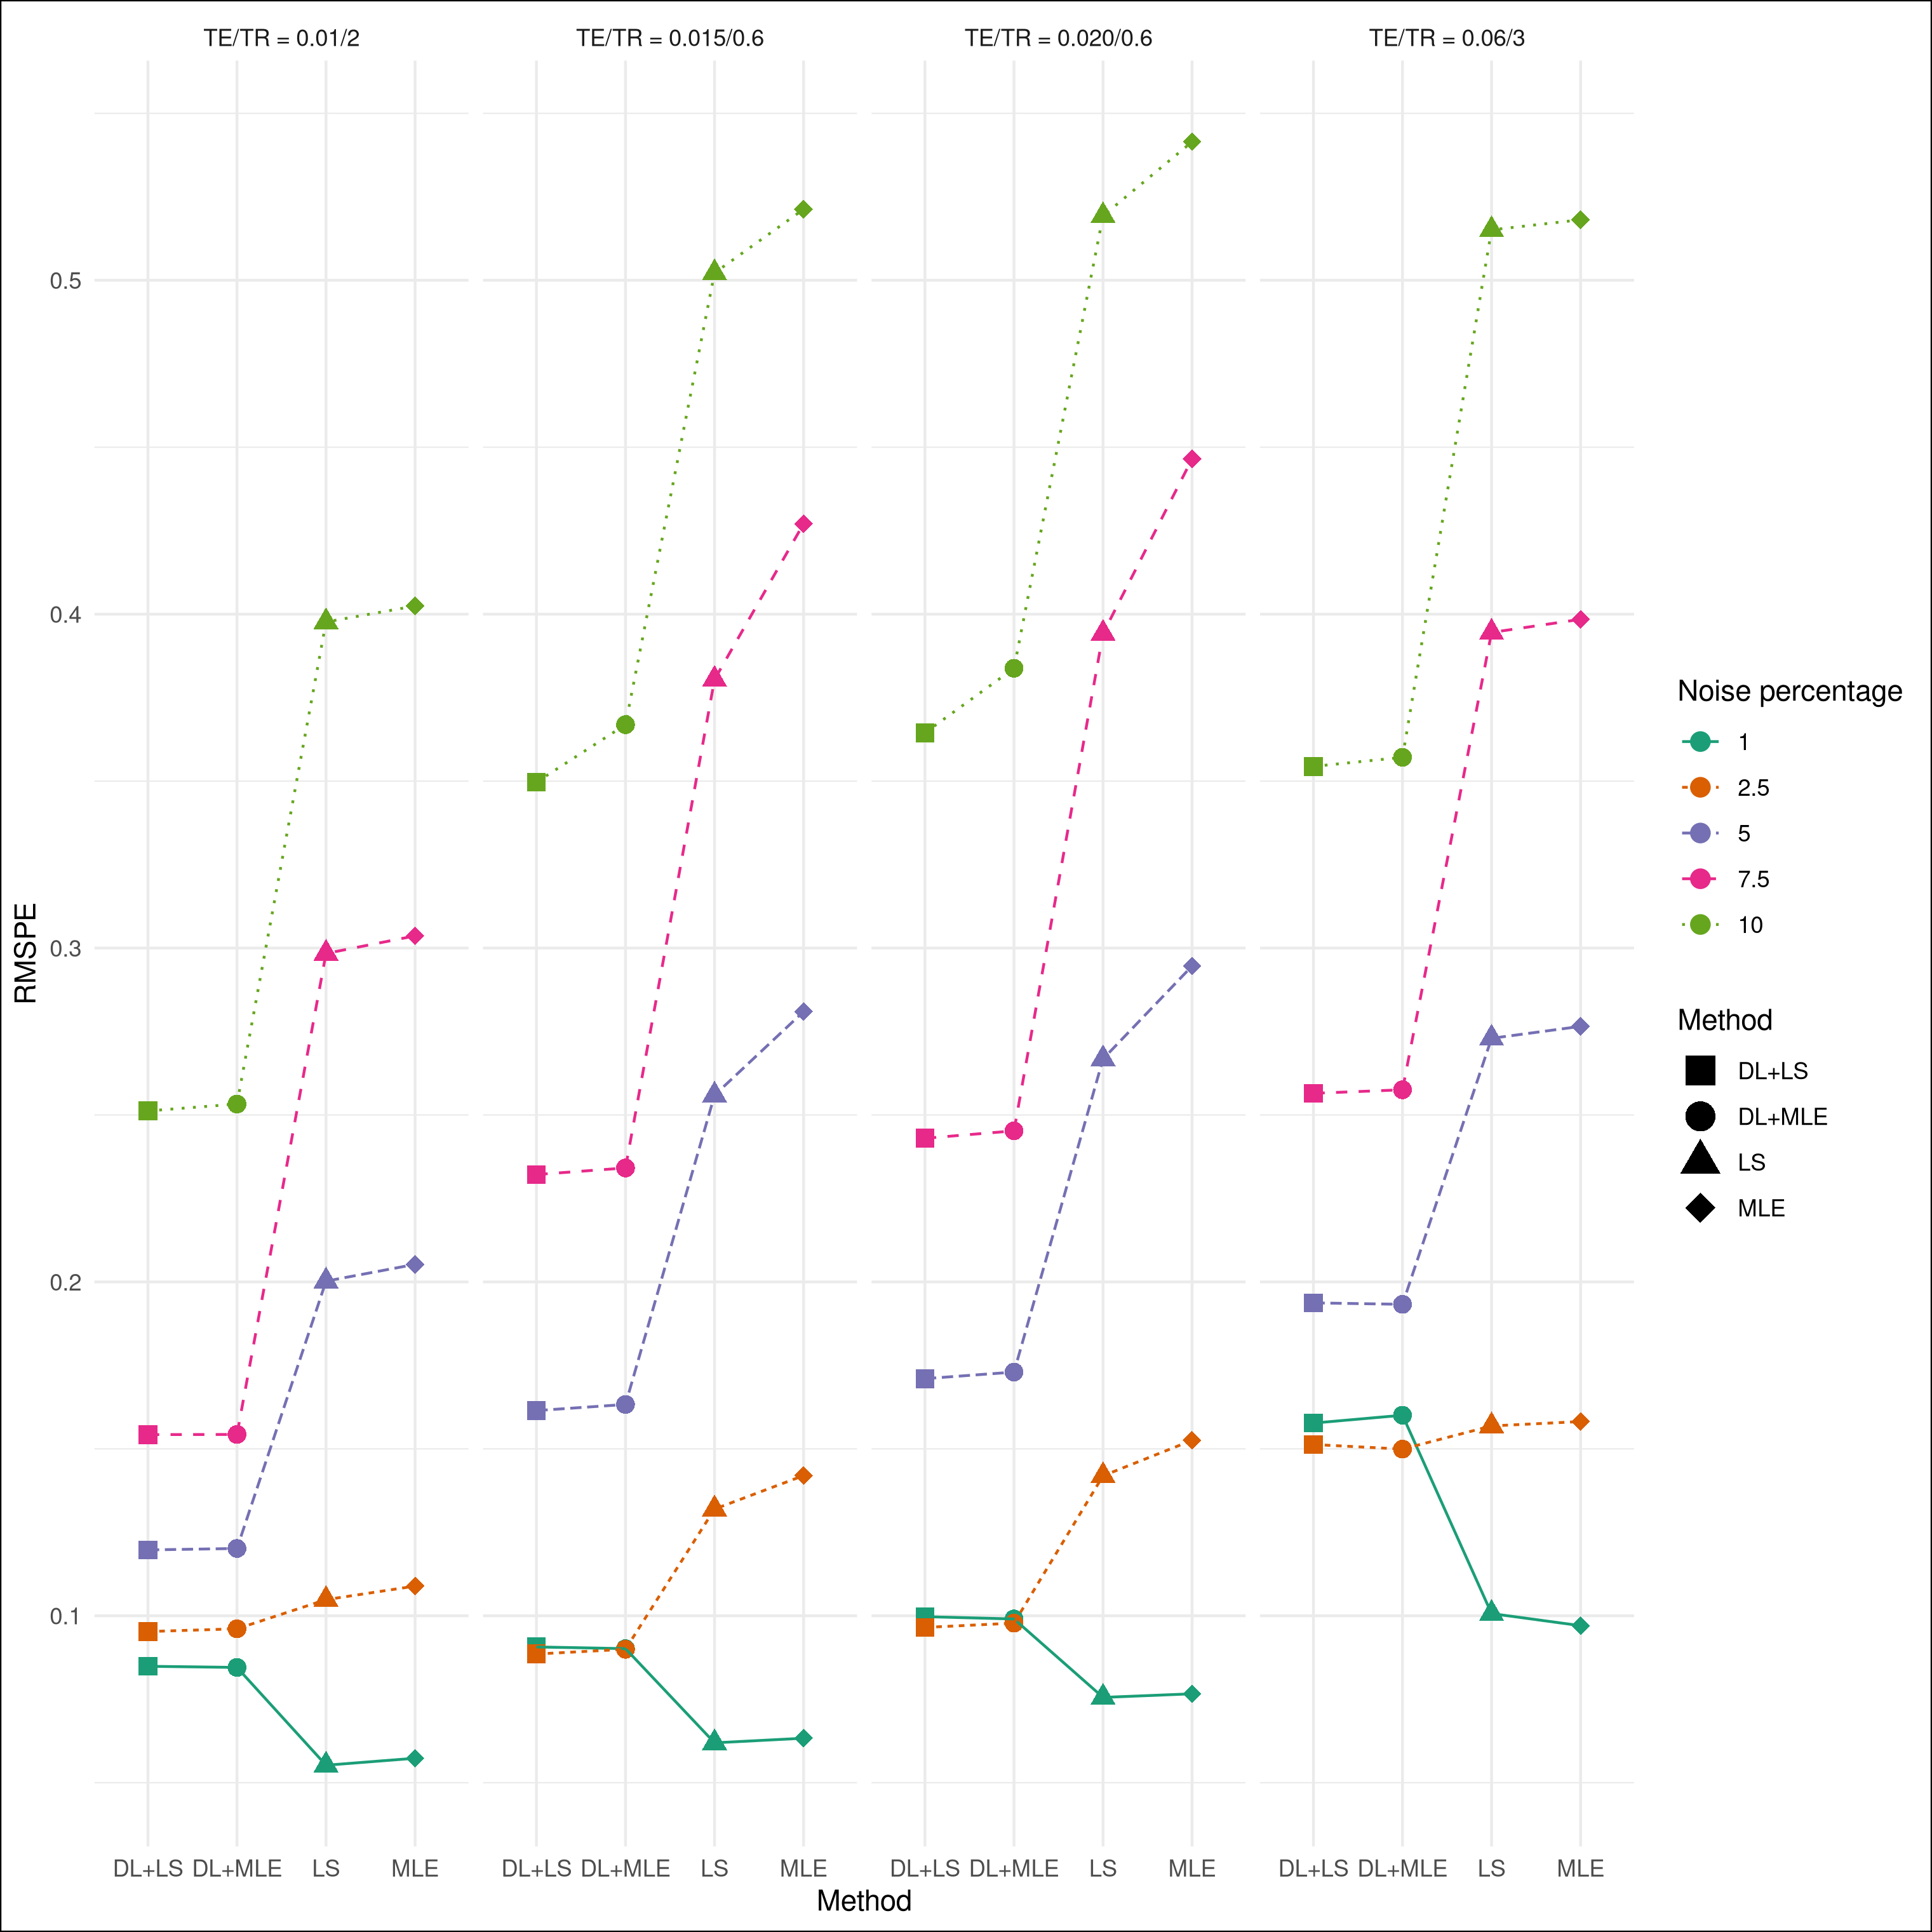 TE/TR = 0.01/2 TE/TR = 0.015/0.6 TE/TR = 0.020/0.6 TE/TR = 0.06/3
0.5
0.4
0.3
0.2
0.1
RMSPE
DL+LS DL+MLE LS MLE DL+LS DL+MLE LS MLE DL+LS DL+MLE LS MLE DL+LS DL+MLE LS MLE
Method
Noise percentage
1
2.5
5
7.5
10
Method
DL+LS
DL+MLE
LS
MLE